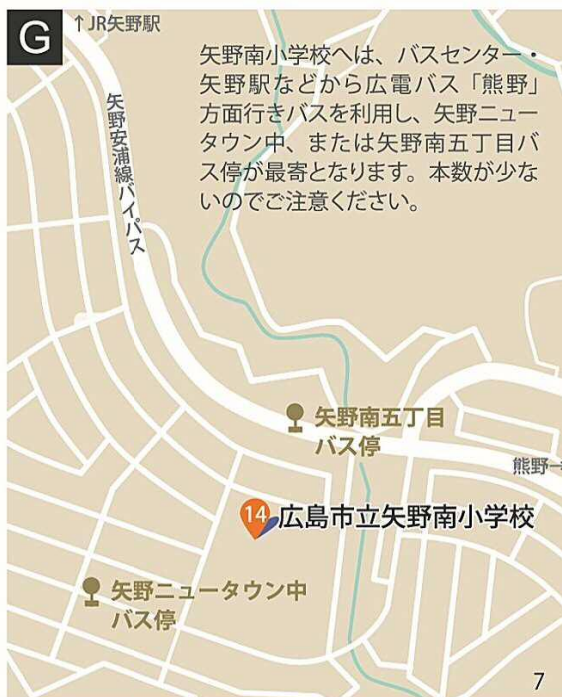 G
↑JR矢野駅
矢野南小学校へは、バスセンター・
矢野駅などから広電バス「熊野」
方面行きバスを利用し、矢野ニュー
タウン中、または矢野南五丁目バ
ス停が最寄となります。本数が少な
いのでご注意ください。
矢野安浦線バイパス
矢野南五丁目
バス停
熊野→
14 広島市立矢野南小学校
矢野ニュータウン中
バス停
7